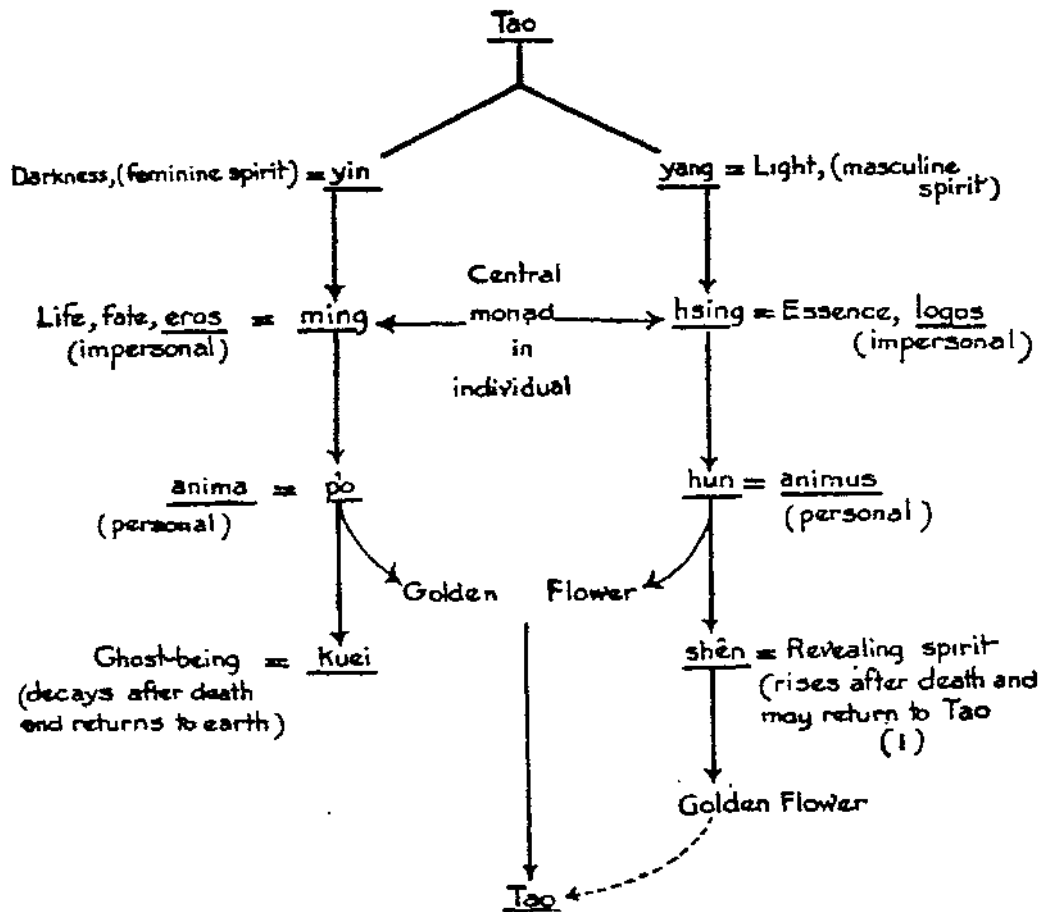 Tao
Darkness, (feminine spirit) = yin
yang = Light, (masculine
spirit)
Central
monad
in
individual
Life, fate, eros = ming
(impersonal)
hsing = Essence, logos
(impersonal)
anima = p'o
(personal)
hun = animus
(personal)
Golden Flower
Ghost-being = kuei
(decays after death
and returns to earth)
shên = Revealing spirit
(rises after death and
may return to Tao
(1)
Golden Flower
Tao